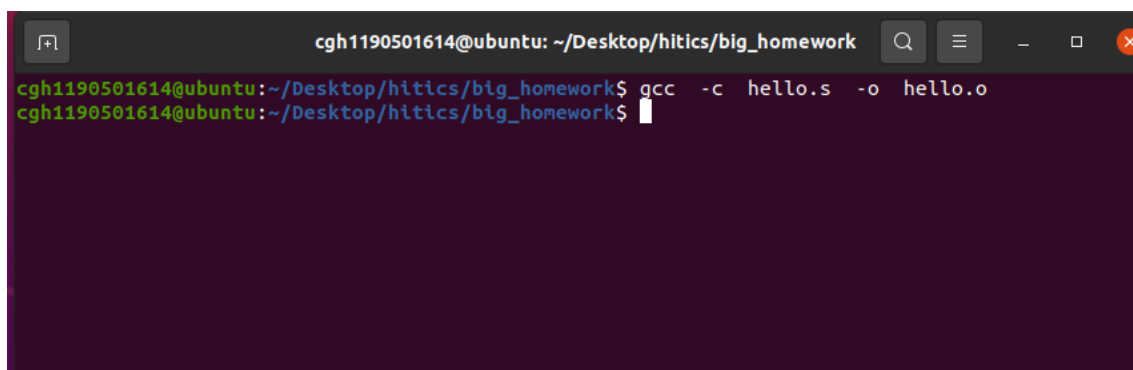 cgh1190501614@ubuntu: ~/Desktop/hitics/big_homework
cgh1190501614@ubuntu:~/Desktop/hitics/big_homework$ gcc  -c  hello.s  -o  hello.o
cgh1190501614@ubuntu:~/Desktop/hitics/big_homework$